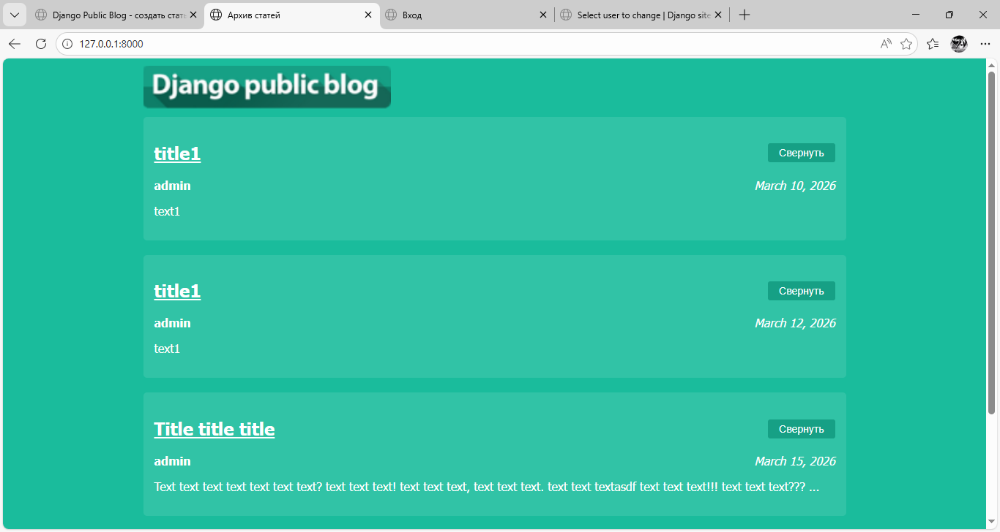 Django Public Blog - создать стать
Архив статей
Вход
Select user to change | Django site
127.0.0.1:8000
Django public blog
title1
Свернуть
admin
March 10, 2026
text1
title1
Свернуть
admin
March 12, 2026
text1
Title title title
Свернуть
admin
March 15, 2026
Text text text text text text text? text text text! text text text, text text text. text text textasdf text text text!!! text text text??? ...